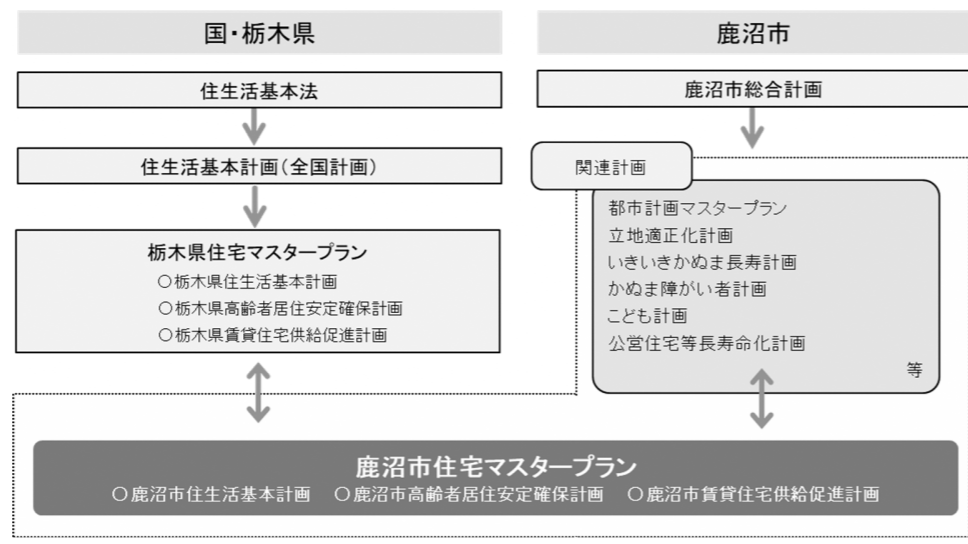 国・栃木県
住生活基本法
住生活基本計画（全国計画）
栃木県住宅マスタープラン
〇栃木県住生活基本計画
〇栃木県高齢者居住安定確保計画
〇栃木県賃貸住宅供給促進計画
鹿沼市
鹿沼市総合計画
関連計画
都市計画マスタープラン
立地適正化計画
いきいきかぬま長寿計画
かぬま障がい者計画
こども計画
公営住宅等長寿命化計画
等
鹿沼市住宅マスタープラン
〇鹿沼市住生活基本計画　〇鹿沼市高齢者居住安定確保計画　〇鹿沼市賃貸住宅供給促進計画